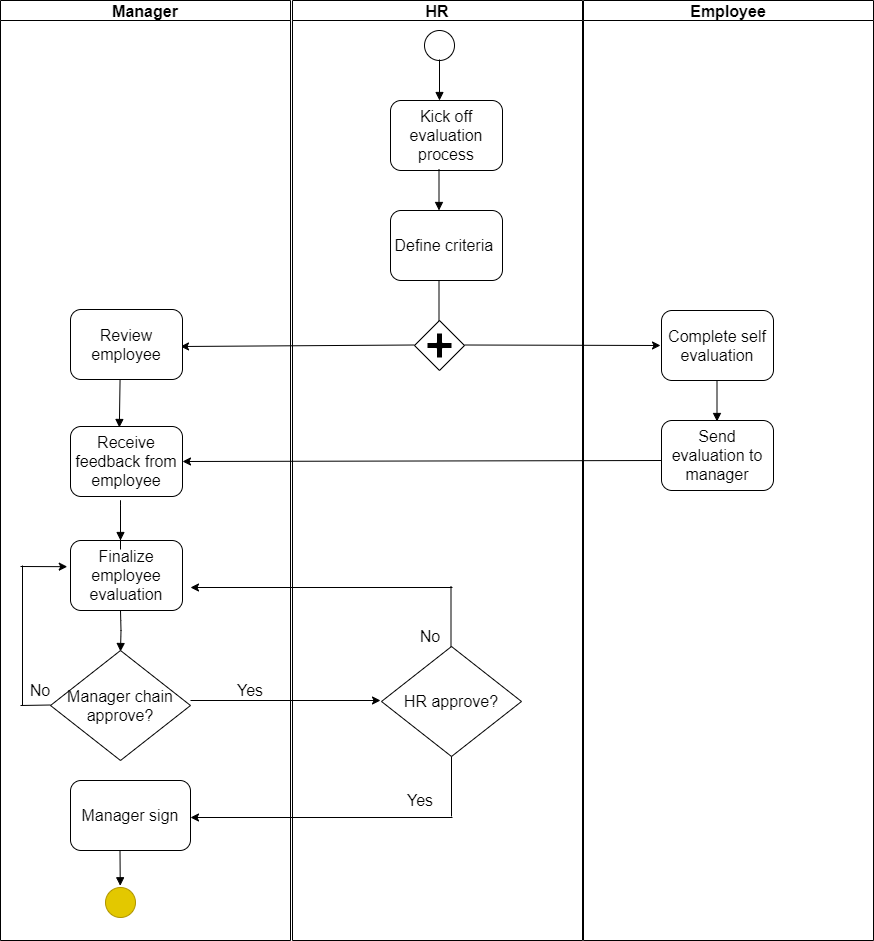 Manager
HR
Employee
Kick off
evaluation
process
Define criteria
Review
employee
Complete self
evaluation
Receive
feedback from
employee
Send
evaluation to
manager
Finalize
employee
evaluation
No
No
Manager chain
approve?
Yes
HR approve?
Yes
Manager sign